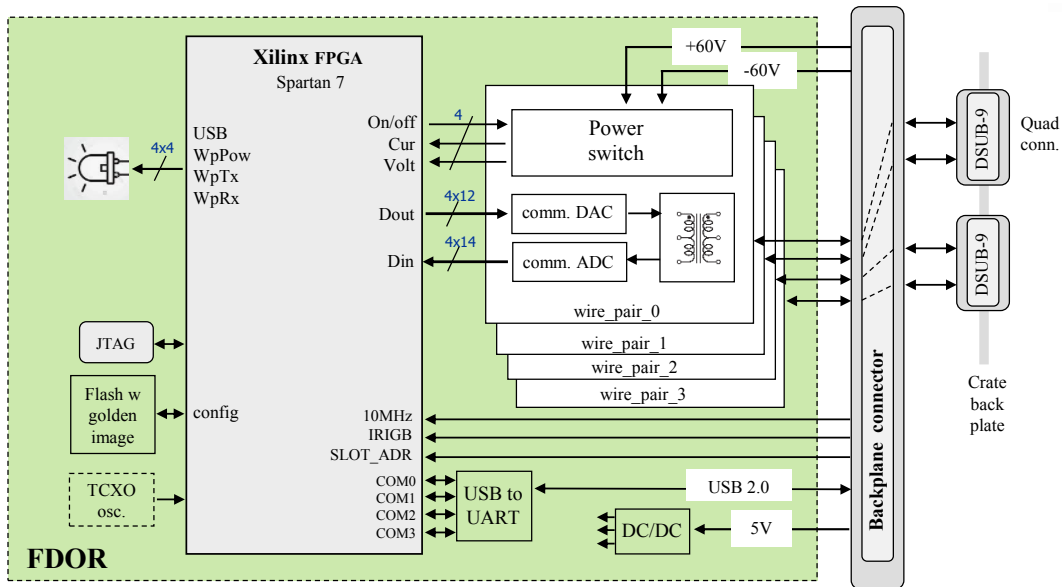 Xilinx FPGA
Spartan 7
USB
WpPow
WpTx
WpRx
4x4
On/off
Cur
Volt
4
Dout
4x12
Din
4x14
+60V
-60V
Power
switch
comm. DAC
comm. ADC
wire_pair_0
wire_pair_1
wire_pair_2
wire_pair_3
JTAG
Flash w
golden
image
config
TCXO
osc.
10MHz
IRIGB
SLOT_ADR
COM0
COM1
COM2
COM3
USB to
UART
USB 2.0
DC/DC
5V
FDOR
Backplane connector
DSUB-9
DSUB-9
Quad
conn.
Crate
back
plate